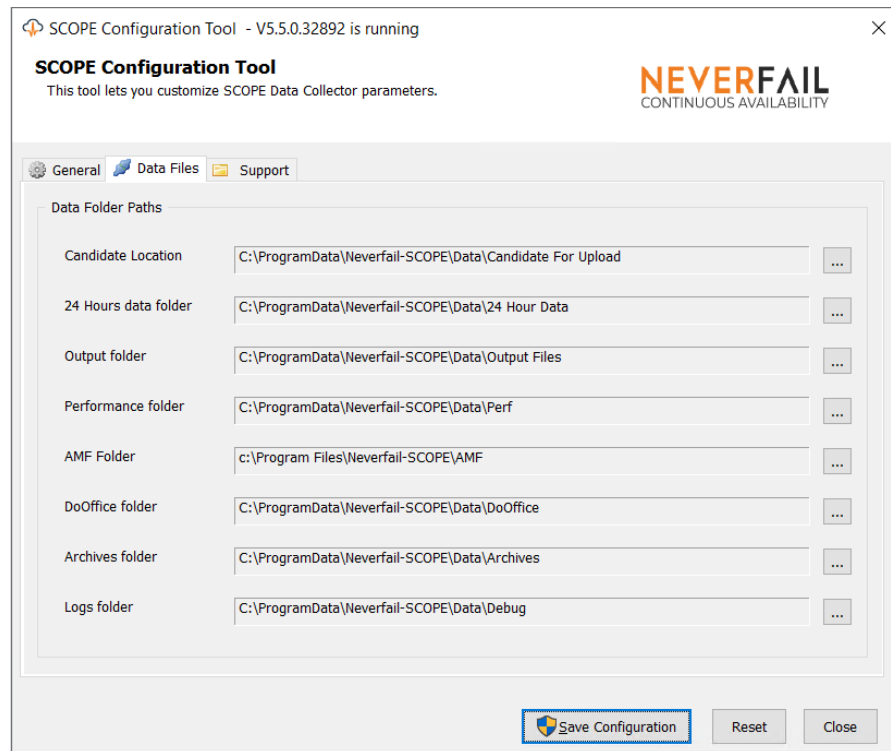 SCOPE Configuration Tool - V5.5.0.32892 is running
SCOPE Configuration Tool
This tool lets you customize SCOPE Data Collector parameters.
NEVERFAIL
CONTINUOUS AVAILABILITY
General Data Files Support
Data Folder Paths
Candidate Location C:\ProgramData\Neverfail-SCOPE\Data\Candidate For Upload ...
24 Hours data folder C:\ProgramData\Neverfail-SCOPE\Data\24 Hour Data ...
Output folder C:\ProgramData\Neverfail-SCOPE\Data\Output Files ...
Performance folder C:\ProgramData\Neverfail-SCOPE\Data\Perf ...
AMF Folder c:\Program Files\Neverfail-SCOPE\AMF ...
DoOffice folder C:\ProgramData\Neverfail-SCOPE\Data\DoOffice ...
Archives folder C:\ProgramData\Neverfail-SCOPE\Data\Archives ...
Logs folder C:\ProgramData\Neverfail-SCOPE\Data\Debug ...
Save Configuration Reset Close